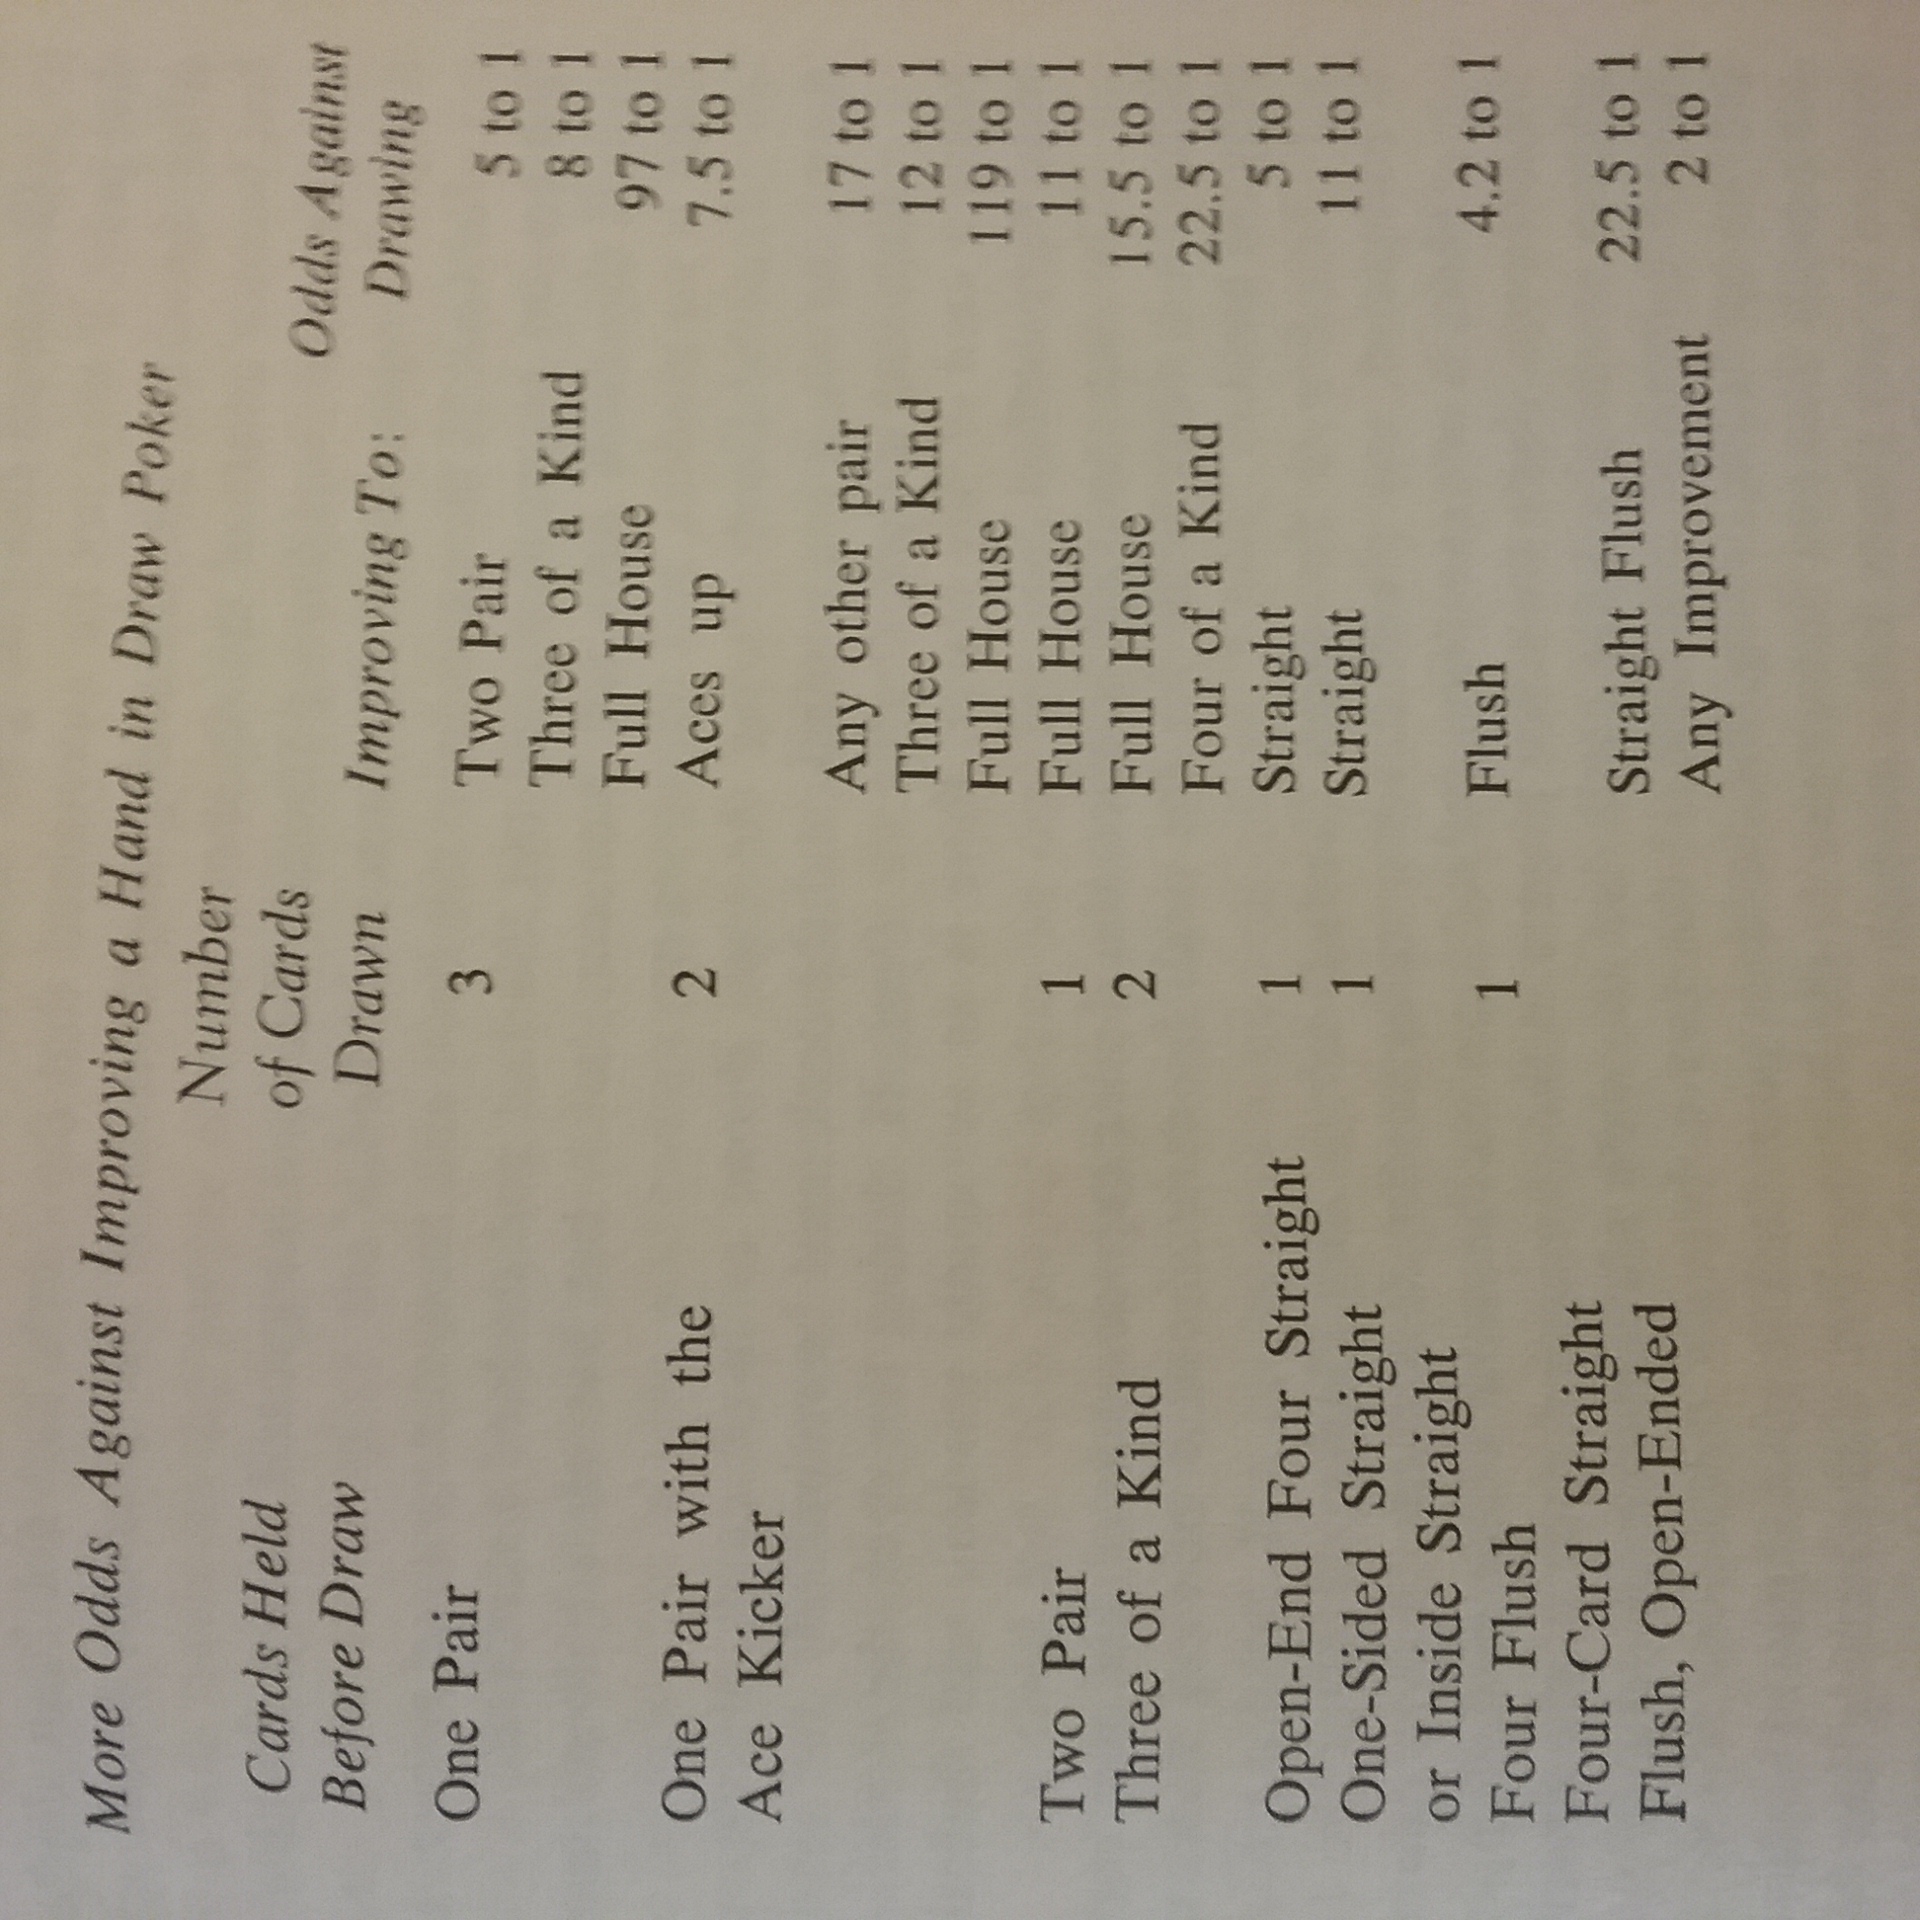 More Odds Against Improving a Hand in Draw Poker
Cards Held Before Draw Number of Cards Drawn Improving To: Odds Against Drawing
One Pair 3 Two Pair 5 to 1
Three of a Kind 8 to 1
Full House 97 to 1
One Pair with the 2 Aces up 7.5 to 1
Ace Kicker
Any other pair 17 to 1
Three of a Kind 12 to 1
Full House 119 to 1
Two Pair 1 Full House 11 to 1
Three of a Kind 2 Full House 15.5 to 1
Four of a Kind 22.5 to 1
Open-End Four Straight 1 Straight 5 to 1
One-Sided Straight 1 Straight 11 to 1
or Inside Straight
Four Flush 1 Flush 4.2 to 1
Four-Card Straight
Flush, Open-Ended Straight Flush 22.5 to 1
Any Improvement 2 to 1